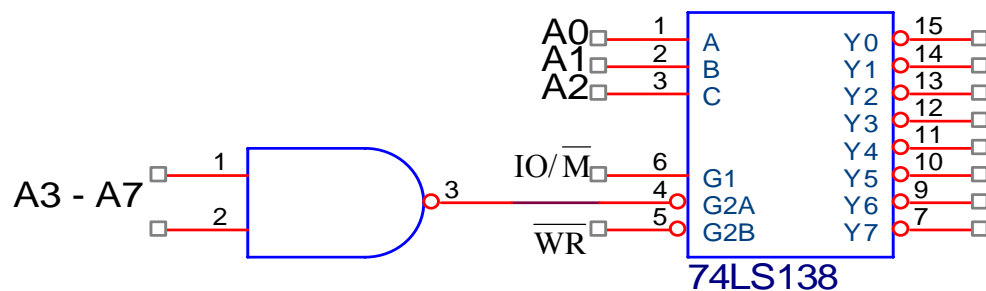 A0 1 A Y0 15
A1 2 B Y1 14
A2 3 C Y2 13
Y3 12
Y4 11
IO/M̅ 6 G1 Y5 10
A3 - A7 1 2 3 4 G2A Y6 9
W̅R̅ 5 G2B Y7 7
74LS138